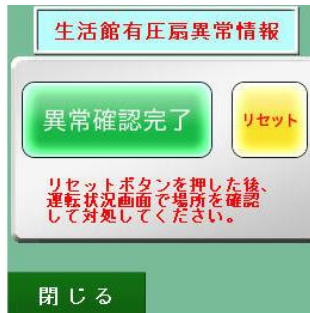 生活館有圧扇異常情報
異常確認完了
リセット
リセットボタンを押した後、
運転状況画面で場所を確認
して対処してください。
閉じる